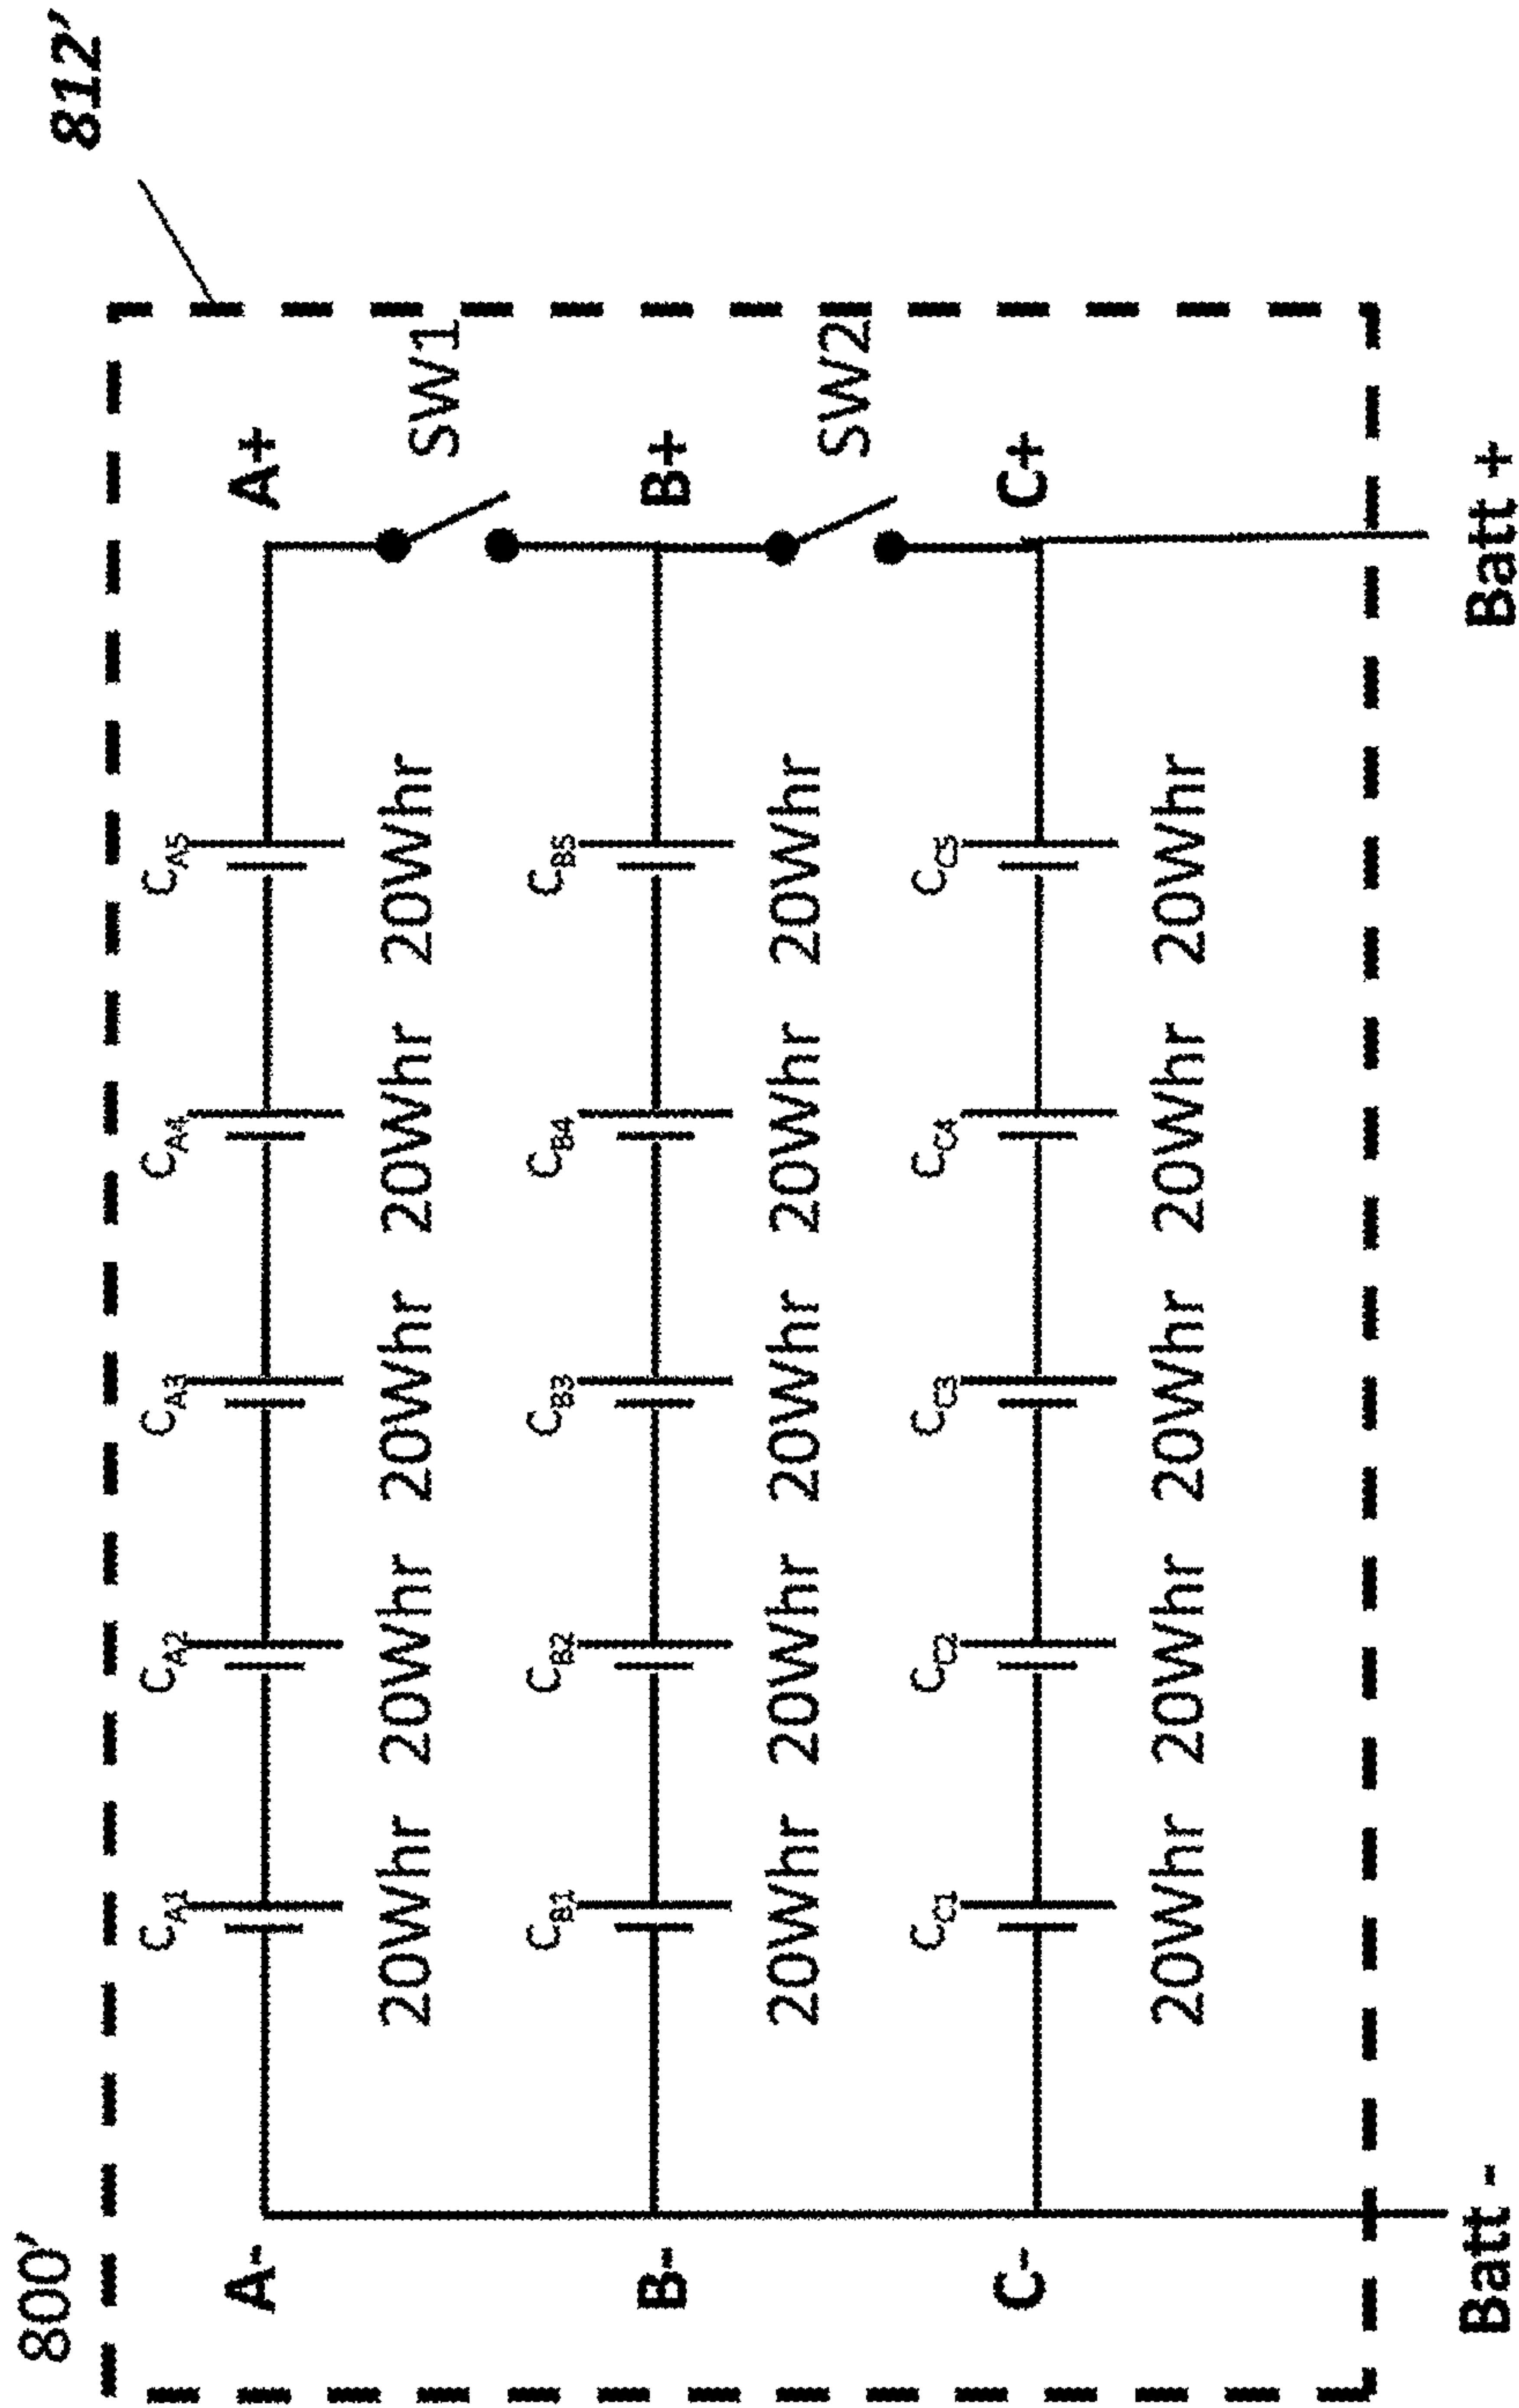 800’
812’
C_A1 C_A2 C_A3 C_A4 C_A5
A- A+
20Whr 20Whr 20Whr 20Whr 20Whr
SW1
C_B1 C_B2 C_B3 C_B4 C_B5
B- B+
20Whr 20Whr 20Whr 20Whr 20Whr
SW2
C_C1 C_C2 C_C3 C_C4 C_C5
C- C+
20Whr 20Whr 20Whr 20Whr 20Whr
Batt - Batt +